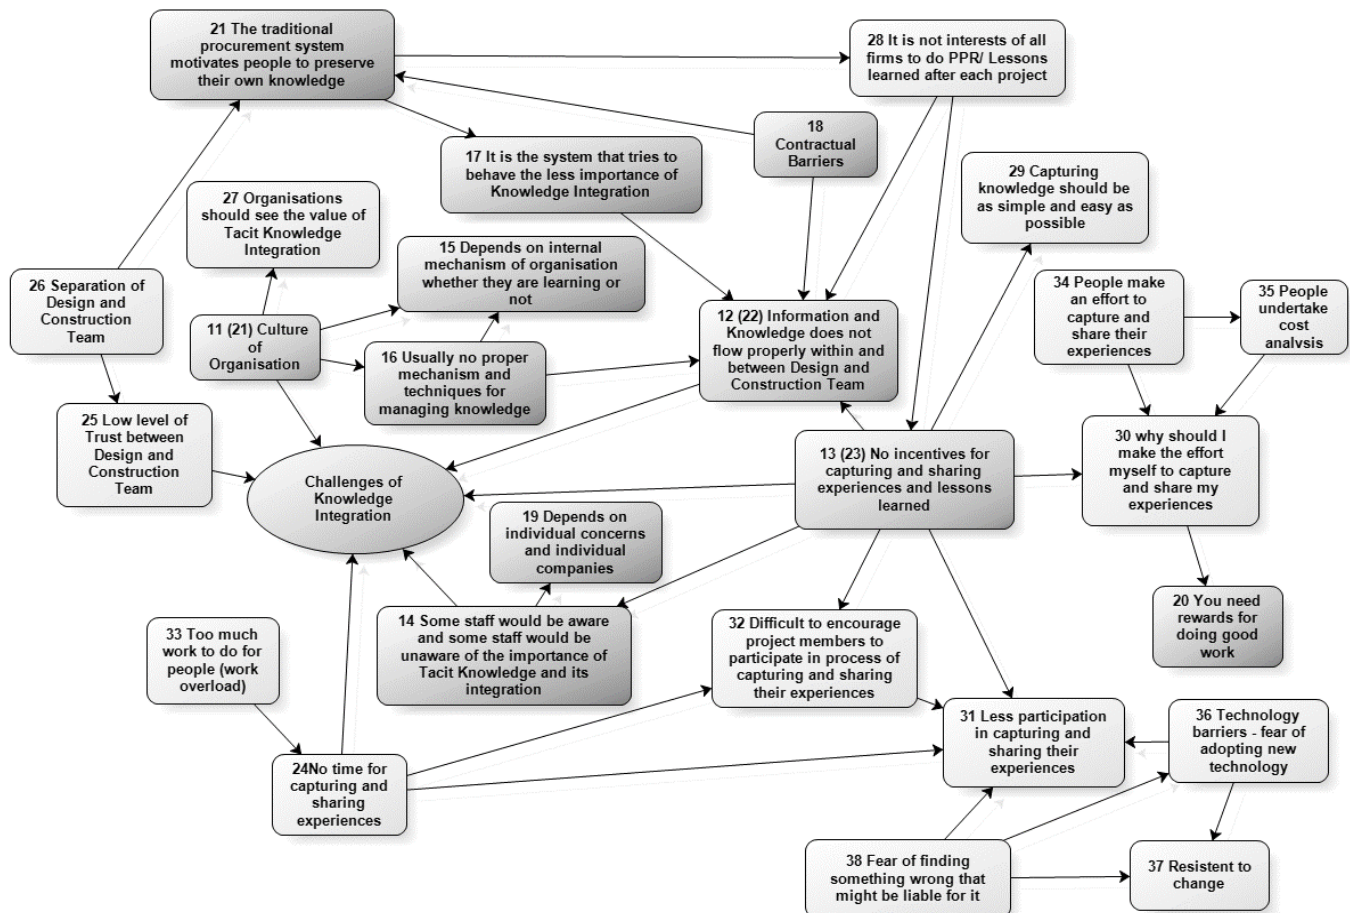 21 The traditional
procurement system
motivates people to preserve
their own knowledge
28 It is not interests of all
firms to do PPR/ Lessons
learned after each project
18
Contractual
Barriers
17 It is the system that tries to
behave the less importance of
Knowledge Integration
29 Capturing
knowledge should be
as simple and easy as
possible
27 Organisations
should see the value of
Tacit Knowledge
Integration
15 Depends on internal
mechanism of organisation
whether they are learning or
not
26 Separation of
Design and
Construction
Team
34 People make
an effort to
capture and
share their
experiences
35 People
undertake
cost
analvsis
11 (21) Culture
of
Organisation
12 (22) Information and
Knowledge does not
flow properly within and
between Design and
Construction Team
16 Usually no proper
mechanism and
techniques for
managing knowledge
25 Low level of
Trust between
Design and
Construction
Team
30 why should I
make the effort
myself to capture
and share my
experiences
13 (23) No incentives for
capturing and sharing
experiences and lessons
learned
Challenges of
Knowledge
Integration
19 Depends on
individual concerns
and individual
companies
20 You need
rewards for
doing good
work
14 Some staff would be aware
and some staff would be
unaware of the importance of
Tacit Knowledge and its
integration
32 Difficult to encourage
project members to
participate in process of
capturing and sharing
their experiences
33 Too much
work to do for
people (work
overload)
31 Less participation
in capturing and
sharing their
experiences
36 Technology
barriers - fear of
adopting new
technology
24No time for
capturing and
sharing
experiences
38 Fear of finding
something wrong that
might be liable for it
37 Resistent to
change